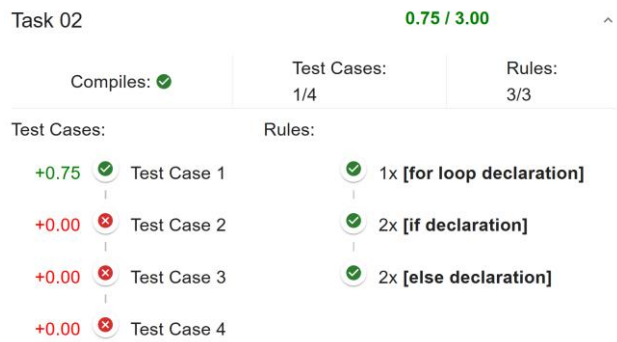 Task 02
0.75 / 3.00
Compiles:
Test Cases:
1/4
Rules:
3/3
Test Cases:
Rules:
+0.75 Test Case 1
1x [for loop declaration]
+0.00 Test Case 2
2x [if declaration]
+0.00 Test Case 3
2x [else declaration]
+0.00 Test Case 4